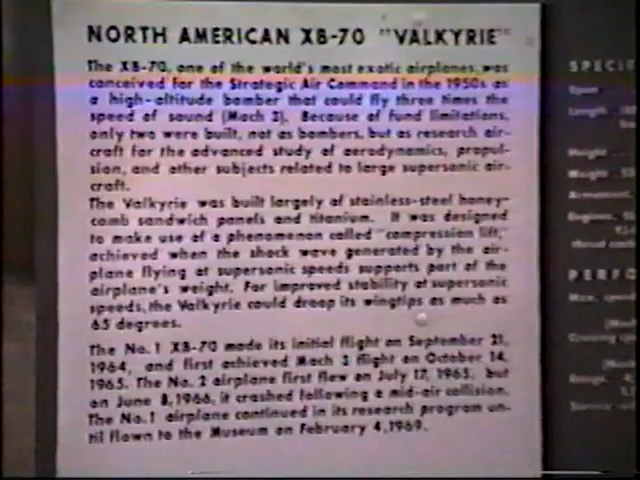 NORTH AMERICAN XB-70 "VALKYRIE"
The XB-70, one of the world's most exotic airplanes, was
conceived for the Strategic Air Command in the 1950s as
a high-altitude bomber that could fly three times the
speed of sound (Mach 3). Because of fund limitations,
only two were built, not as bombers, but as research air-
craft for the advanced study of aerodynamics, propul-
sion, and other subjects related to large supersonic air-
craft.
The Valkyrie was built largely of stainless-steel honey-
comb sandwich panels and titanium. It was designed
to make use of a phenomenon called "compression lift,"
achieved when the shock wave generated by the air-
plane flying at supersonic speeds supports part of the
airplane's weight. For improved stability at supersonic
speeds, the Valkyrie could droop its wingtips as much as
65 degrees.
The No. 1 XB-70 made its initial flight on September 21,
1964, and first achieved Mach 3 flight on October 14,
1965. The No. 2 airplane first flew on July 17, 1965, but
on June 8, 1966, it crashed following a mid-air collision.
The No. 1 airplane continued in its research program un-
til flown to the Museum on February 4, 1969.
SPECI
Span
Length
Height
Weight
Armament
Engines
PERFO